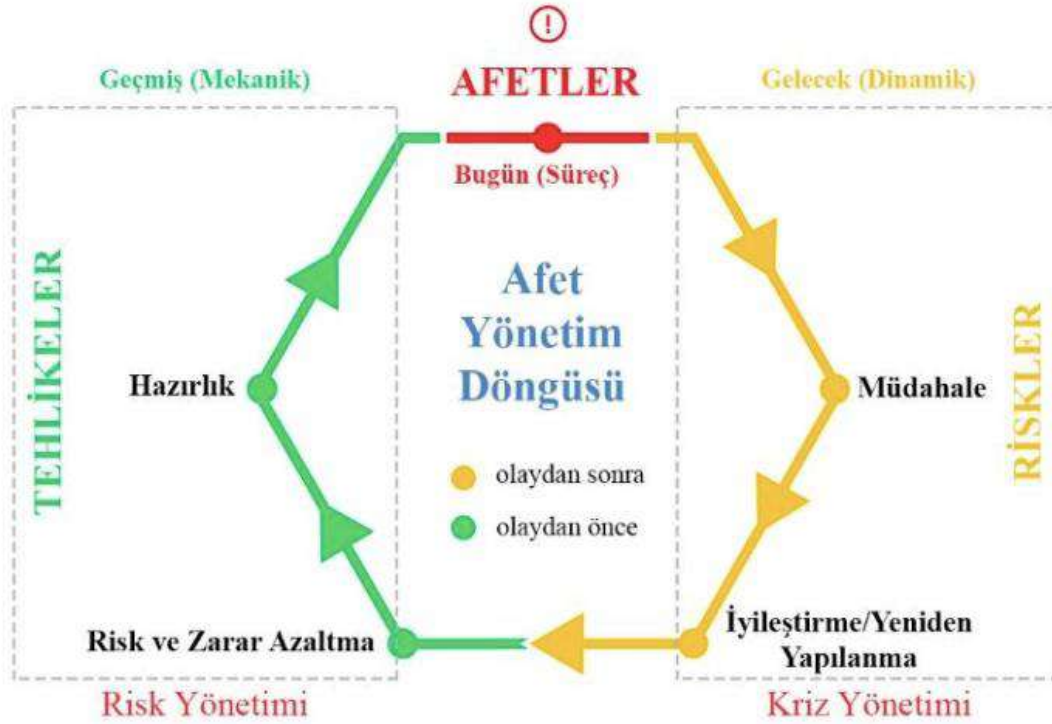 Geçmiş (Mekanik)
AFETLER
Gelecek (Dinamik)
Bugün (Süreç)
TEHLİKELER
Afet
Yönetim
Döngüsü
RİSKLER
Hazırlık
Müdahale
olaydan sonra
olaydan önce
Risk ve Zarar Azaltma
İyileştirme/Yeniden
Yapılanma
Risk Yönetimi
Kriz Yönetimi